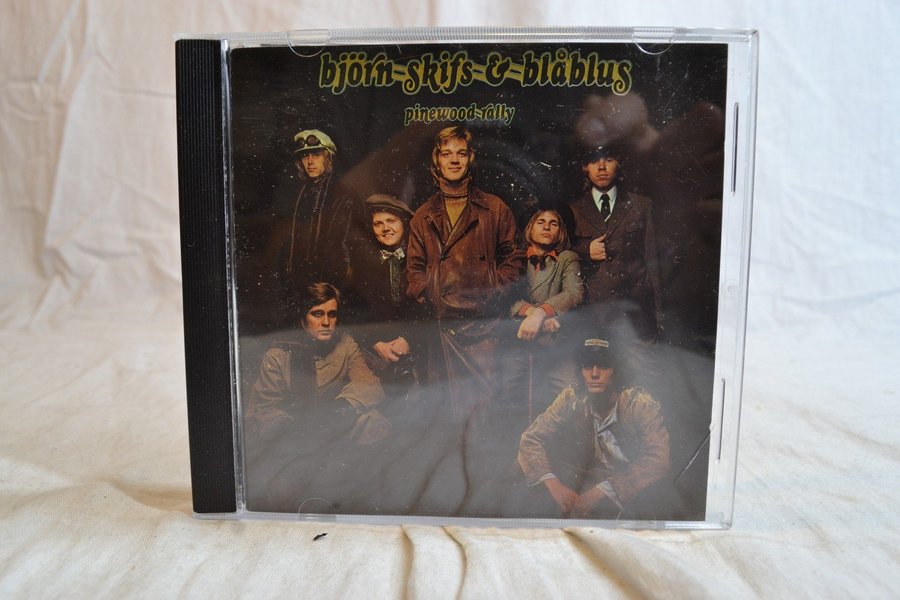 björn skifs & blåblus
pinewood rally